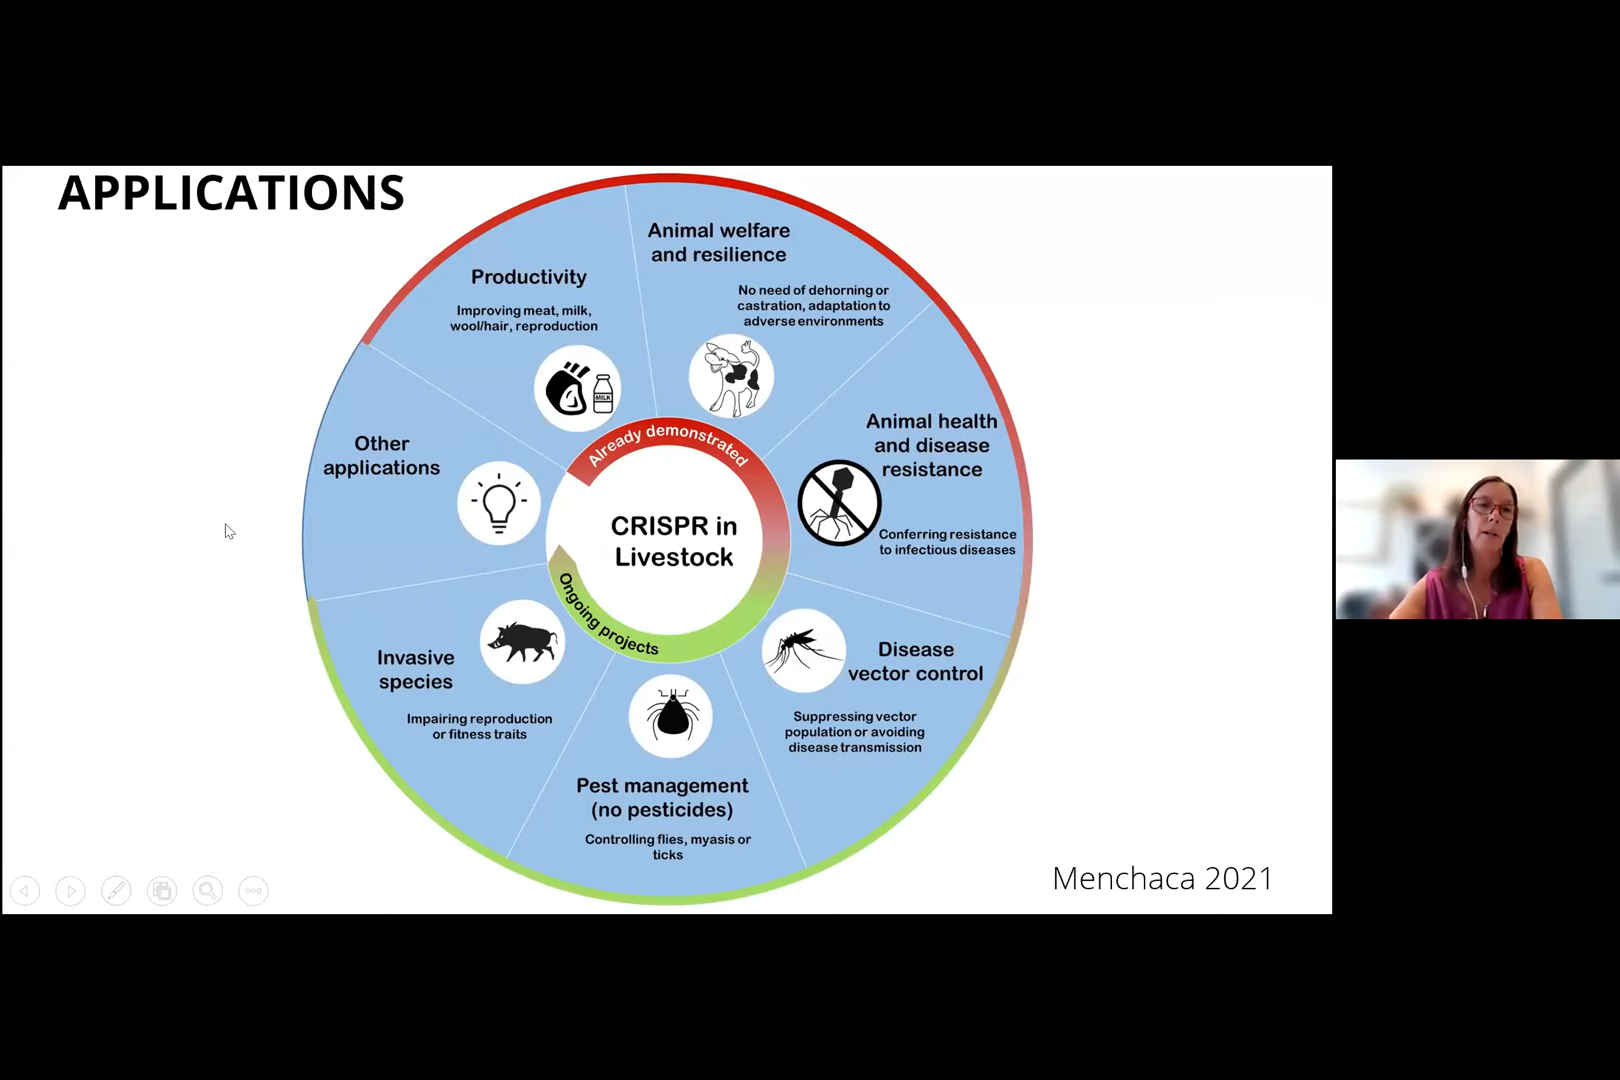 APPLICATIONS
Animal welfare
and resilience
No need of dehorning or
castration, adaptation to
adverse environments
Productivity
Improving meat, milk,
wool/hair, reproduction
MILK
Already demonstrated
Animal health
and disease
resistance
Conferring resistance
to infectious diseases
Other
applications
CRISPR in
Livestock
Ongoing projects
Invasive
species
Impairing reproduction
or fitness traits
Disease
vector control
Suppressing vector
population or avoiding
disease transmission
Pest management
(no pesticides)
Controlling flies, myasis or
ticks
Menchaca 2021